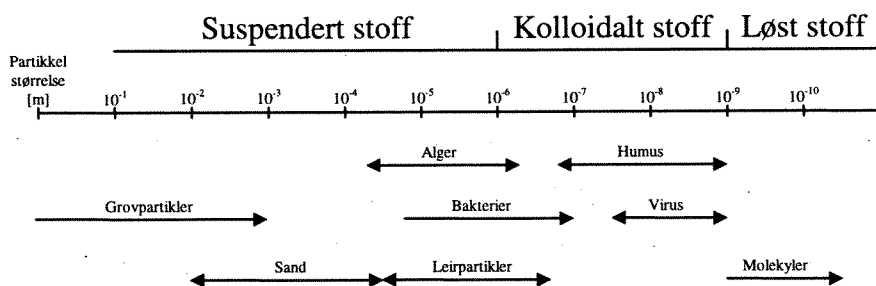 Suspendert stoff Kolloidalt stoff Løst stoff
Partikkel
størrelse
[m] 10⁻¹ 10⁻² 10⁻³ 10⁻⁴ 10⁻⁵ 10⁻⁶ 10⁻⁷ 10⁻⁸ 10⁻⁹ 10⁻¹⁰
Alger Humus
Grovpartikler Bakterier Virus
Sand Leirpartikler Molekyler